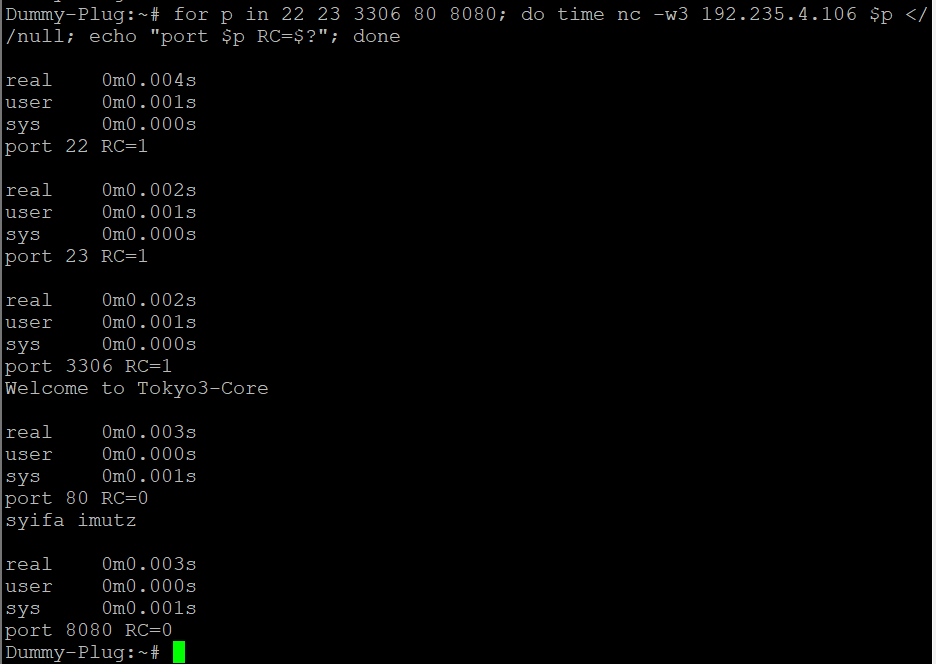 Dummy-Plug:~# for p in 22 23 3306 80 8080; do time nc -w3 192.235.4.106 $p </
/null; echo "port $p RC=$?"; done
real 0m0.004s
user 0m0.001s
sys 0m0.000s
port 22 RC=1
real 0m0.002s
user 0m0.001s
sys 0m0.000s
port 23 RC=1
real 0m0.002s
user 0m0.001s
sys 0m0.000s
port 3306 RC=1
Welcome to Tokyo3-Core
real 0m0.003s
user 0m0.000s
sys 0m0.001s
port 80 RC=0
syifa imutz
real 0m0.003s
user 0m0.000s
sys 0m0.001s
port 8080 RC=0
Dummy-Plug:~#